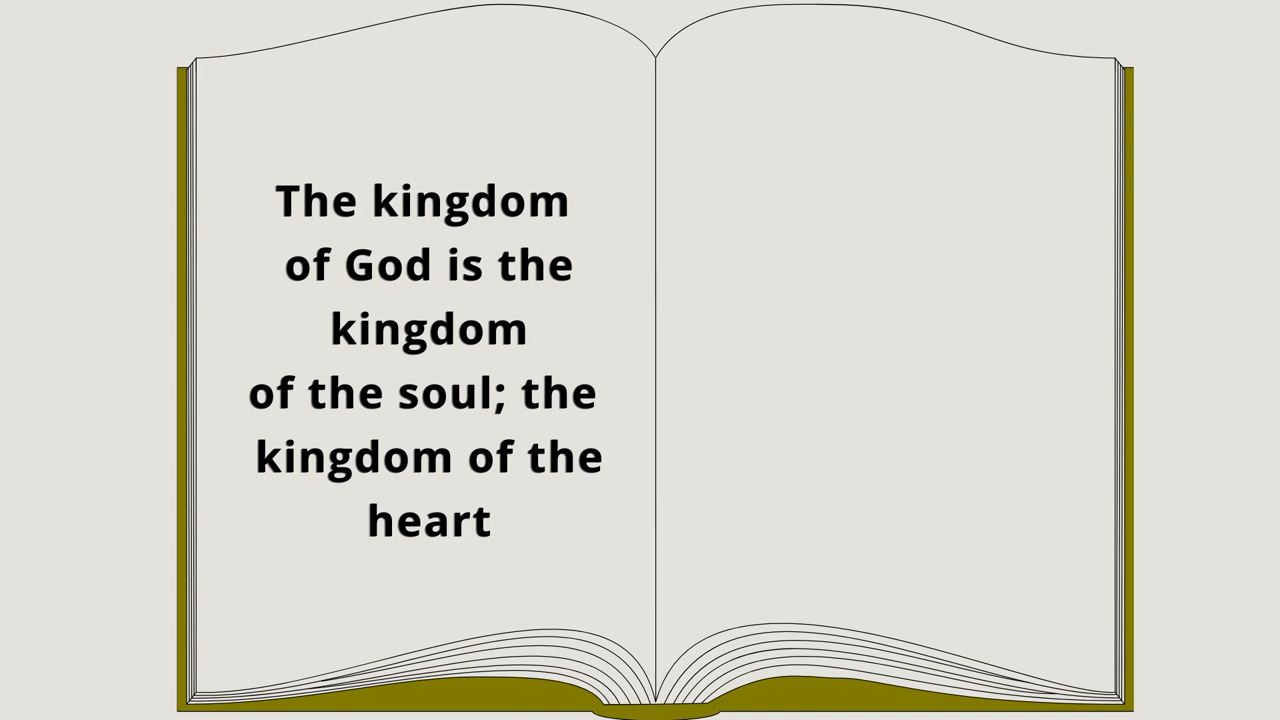 The kingdom
of God is the
kingdom
of the soul; the
kingdom of the
heart